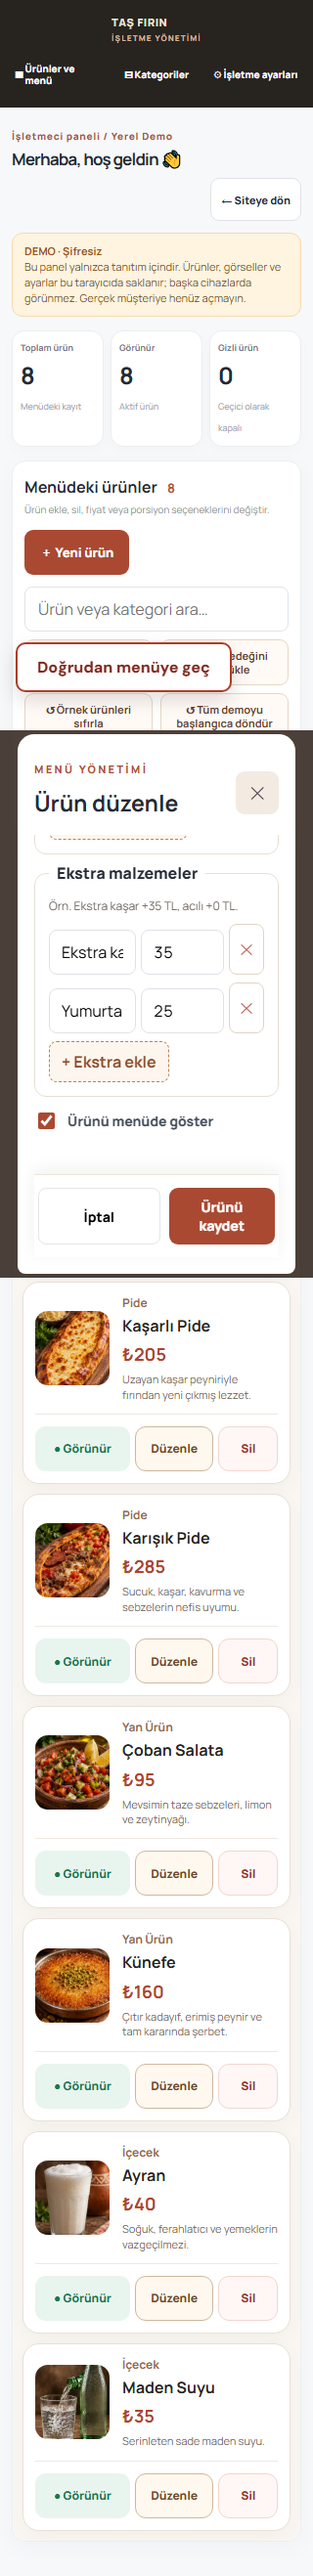 TAŞ FIRIN
İŞLETME YÖNETİMİ
Ürünler ve
menü
Kategoriler
İşletme ayarları
İşletmeci paneli / Yerel Demo
Merhaba, hoş geldin 👋
← Siteye dön
DEMO · Şifresiz
Bu panel yalnızca tanıtım içindir. Ürünler, görseller ve
ayarlar bu tarayıcıda saklanır; başka cihazlarda
görünmez. Gerçek müşteriye henüz açmayın.
Toplam ürün
8
Menüdeki kayıt
Görünür
8
Aktif ürün
Gizli ürün
0
Geçici olarak
kapalı
Menüdeki ürünler 8
Ürün ekle, sil, fiyat veya porsiyon seçeneklerini değiştir.
+ Yeni ürün
Ürün veya kategori ara...
Doğrudan menüye geç
↺ Örnek ürünleri
sıfırla
↺ Tüm demoyu
başlangıca döndür
MENÜ YÖNETİMİ
Ürün düzenle
×
Ekstra malzemeler
Örn. Ekstra kaşar +35 TL, acılı +0 TL.
Ekstra ka
35
×
Yumurta
25
×
+ Ekstra ekle
Ürünü menüde göster
İptal
Ürünü
kaydet
Pide
Kaşarlı Pide
₺205
Uzayan kaşar peyniriyle
fırından yeni çıkmış lezzet.
● Görünür
Düzenle
Sil
Pide
Karışık Pide
₺285
Sucuk, kaşar, kavurma ve
sebzelerin nefis uyumu.
● Görünür
Düzenle
Sil
Yan Ürün
Çoban Salata
₺95
Mevsimin taze sebzeleri, limon
ve zeytinyağı.
● Görünür
Düzenle
Sil
Yan Ürün
Künefe
₺160
Çıtır kadayıf, erimiş peynir ve
tam kararında şerbet.
● Görünür
Düzenle
Sil
İçecek
Ayran
₺40
Soğuk, ferahlatıcı ve yemeklerin
vazgeçilmezi.
● Görünür
Düzenle
Sil
İçecek
Maden Suyu
₺35
Serinleten sade maden suyu.
● Görünür
Düzenle
Sil